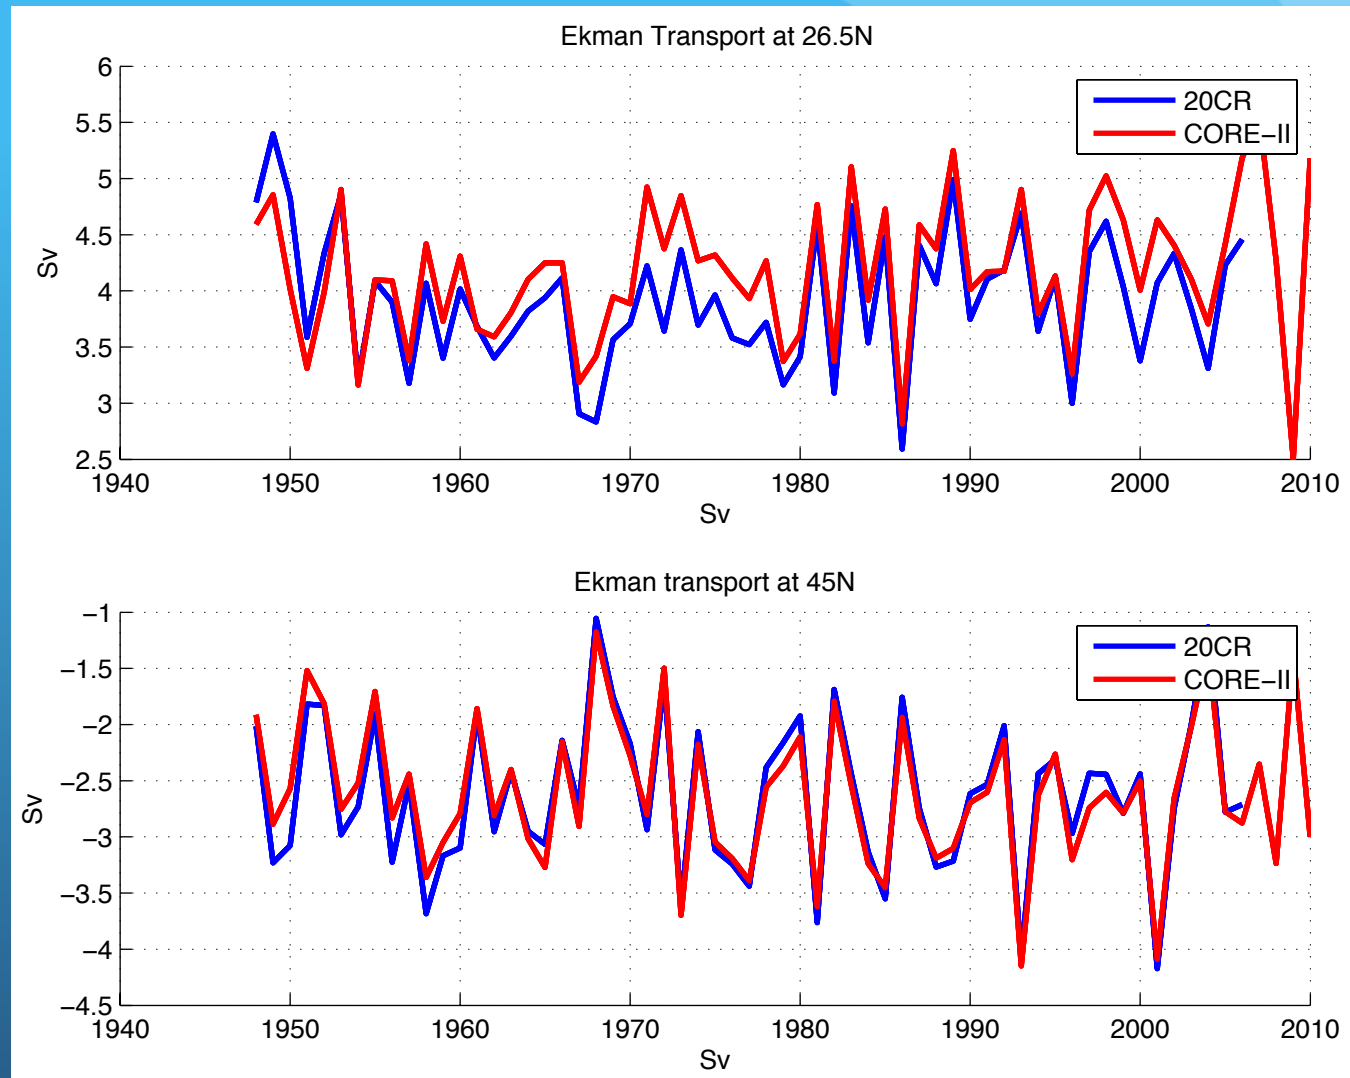 Ekman Transport at 26.5N
6
5.5
5
4.5
4
3.5
3
2.5
Sv
20CR
CORE−II
1940 1950 1960 1970 1980 1990 2000 2010
Sv
Ekman transport at 45N
−1
−1.5
−2
−2.5
−3
−3.5
−4
−4.5
Sv
20CR
CORE−II
1940 1950 1960 1970 1980 1990 2000 2010
Sv